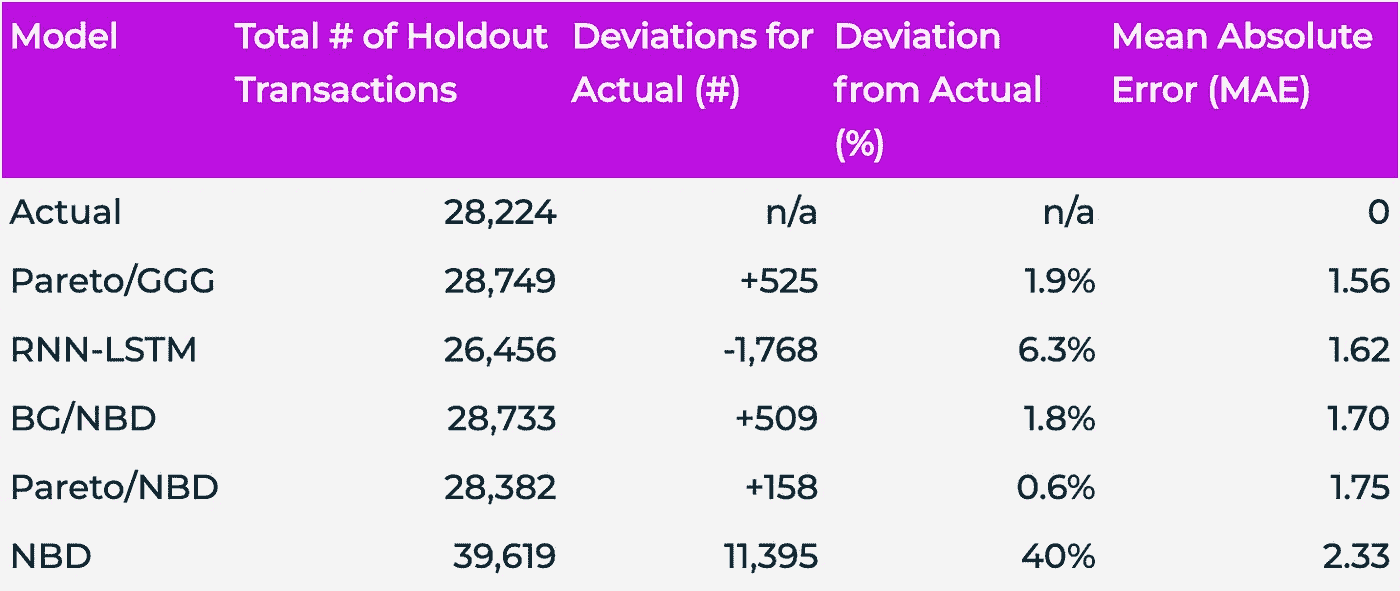 Model Total # of Holdout Transactions Deviations for Actual (#) Deviation from Actual (%) Mean Absolute Error (MAE)
Actual 28,224 n/a n/a 0
Pareto/GGG 28,749 +525 1.9% 1.56
RNN-LSTM 26,456 -1,768 6.3% 1.62
BG/NBD 28,733 +509 1.8% 1.70
Pareto/NBD 28,382 +158 0.6% 1.75
NBD 39,619 11,395 40% 2.33